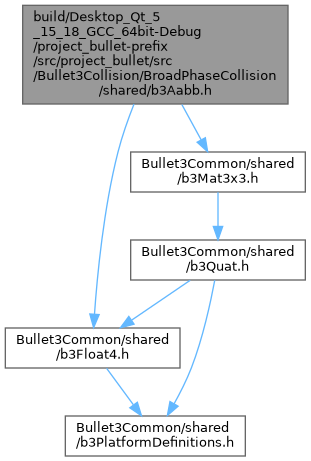 build/Desktop_Qt_5
_15_18_GCC_64bit-Debug
/project_bullet-prefix
/src/project_bullet/src
/Bullet3Collision/BroadPhaseCollision
/shared/b3Aabb.h
Bullet3Common/shared
/b3Mat3x3.h
Bullet3Common/shared
/b3Quat.h
Bullet3Common/shared
/b3Float4.h
Bullet3Common/shared
/b3PlatformDefinitions.h